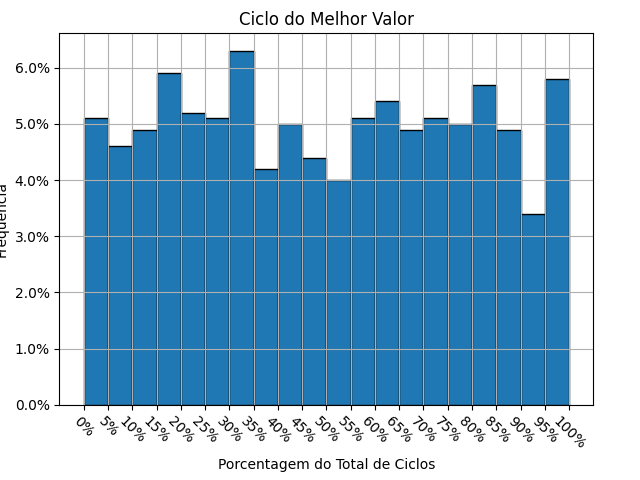 Ciclo do Melhor Valor
6.0%
5.0%
4.0%
3.0%
2.0%
1.0%
0.0%
Frequência
0% 5% 10% 15% 20% 25% 30% 35% 40% 45% 50% 55% 60% 65% 70% 75% 80% 85% 90% 95% 100%
Porcentagem do Total de Ciclos